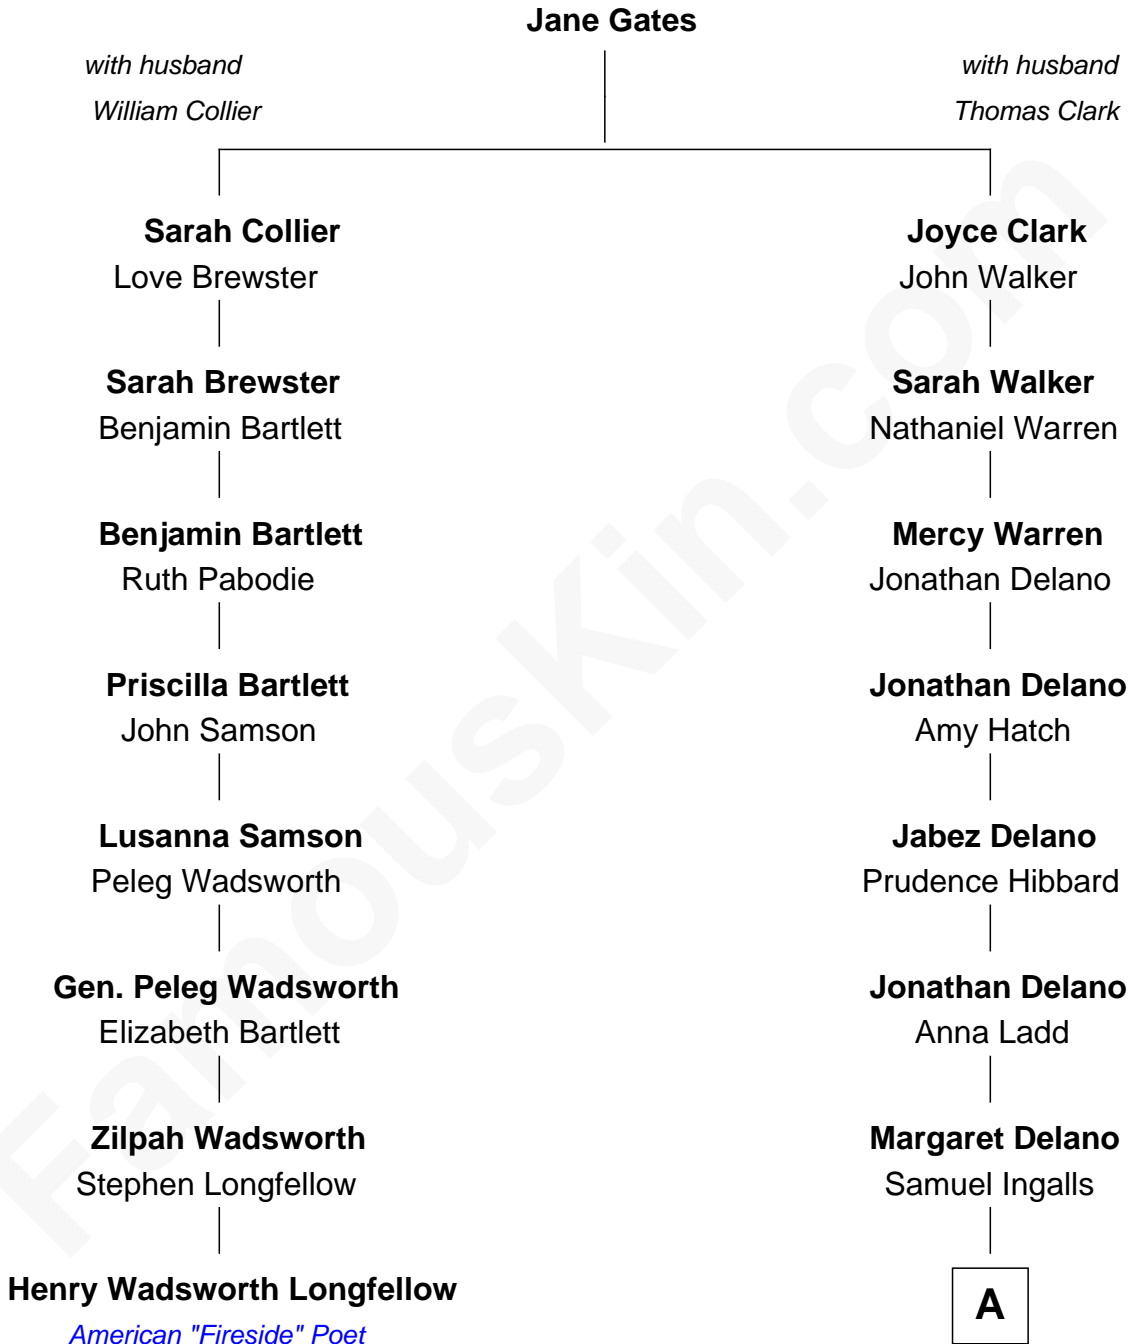 Jane Gates
with husband
William Collier
with husband
Thomas Clark
Sarah Collier
Love Brewster
Joyce Clark
John Walker
Sarah Brewster
Benjamin Bartlett
Sarah Walker
Nathaniel Warren
Benjamin Bartlett
Ruth Pabodie
Mercy Warren
Jonathan Delano
Priscilla Bartlett
John Samson
Jonathan Delano
Amy Hatch
Lusanna Samson
Peleg Wadsworth
Jabez Delano
Prudence Hibbard
Gen. Peleg Wadsworth
Elizabeth Bartlett
Jonathan Delano
Anna Ladd
Zilpah Wadsworth
Stephen Longfellow
Margaret Delano
Samuel Ingalls
Henry Wadsworth Longfellow
American "Fireside" Poet
A
FamousKin.com